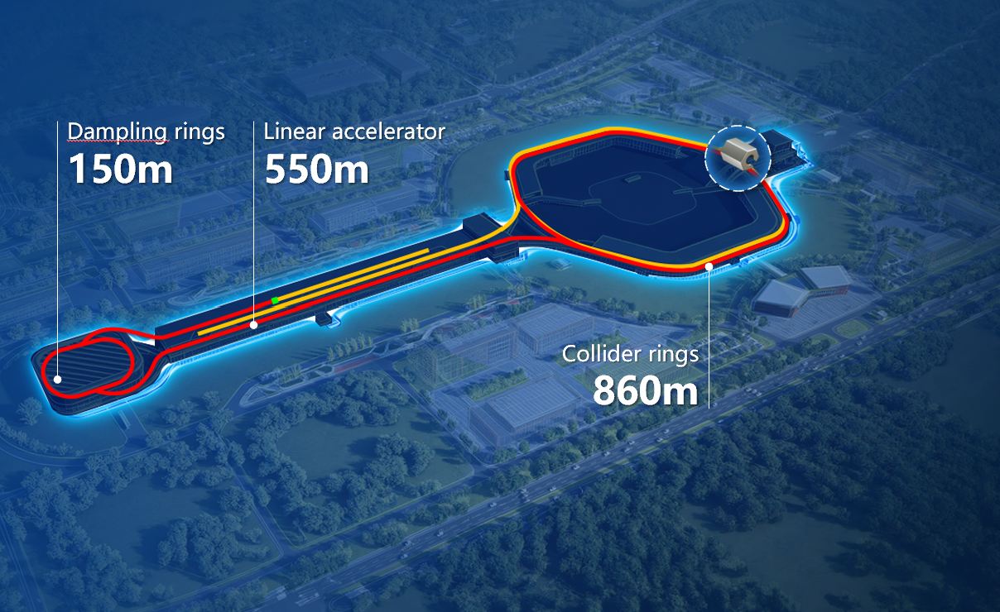 Dampling rings
150m
Linear accelerator
550m
Collider rings
860m